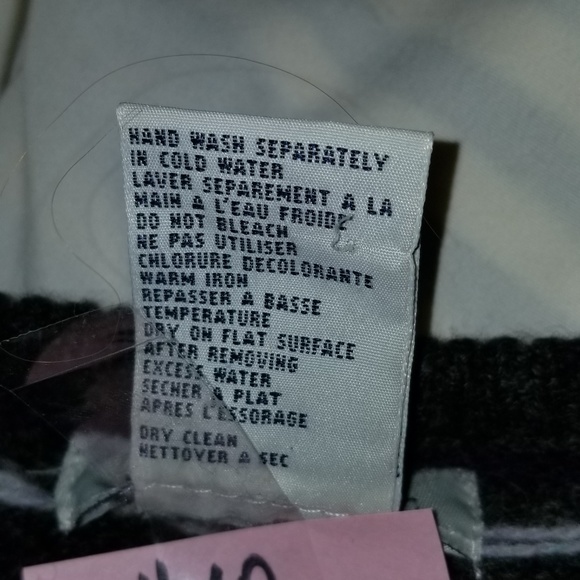 HAND WASH SEPARATELY
IN COLD WATER
LAVER SEPAREMENT A LA
MAIN A L'EAU FROIDE
DO NOT BLEACH
NE PAS UTILISER
CHLORURE DECOLORANTE
WARM IRON
REPASSER A BASSE
TEMPERATURE
DRY ON FLAT SURFACE
AFTER REMOVING
EXCESS WATER
SECHER A PLAT
APRES L'ESSORAGE
DRY CLEAN
NETTOYER A SEC